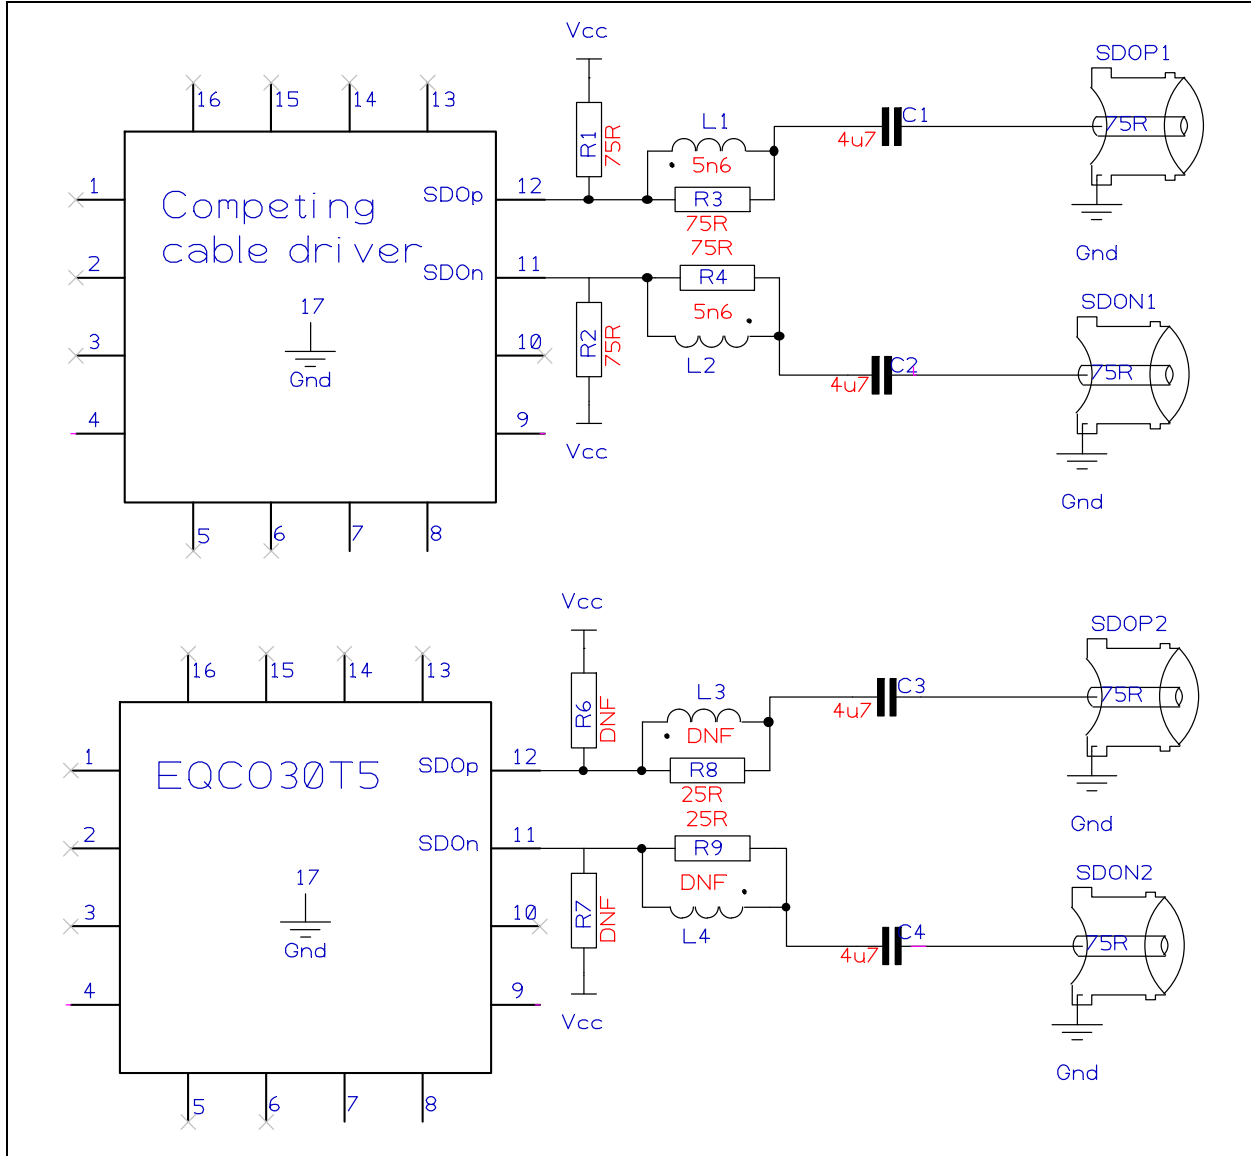 Vcc
SDOP1
16
15
14
13
R1
75R
L1
5n6
C1
4u7
75R
1
SDOp
12
R3
75R
Competing
cable driver
Gnd
75R
2
SDOn
11
R4
5n6
SDON1
17
Gnd
3
10
R2
75R
L2
C2
4u7
75R
4
9
Vcc
Gnd
5
6
7
8
Vcc
SDOP2
16
15
14
13
R6
DNF
L3
DNF
C3
4u7
75R
1
SDOp
12
R8
25R
EQCO30T5
Gnd
25R
2
SDOn
11
R9
DNF
SDON2
17
Gnd
3
10
R7
DNF
L4
C4
4u7
75R
4
9
Vcc
Gnd
5
6
7
8